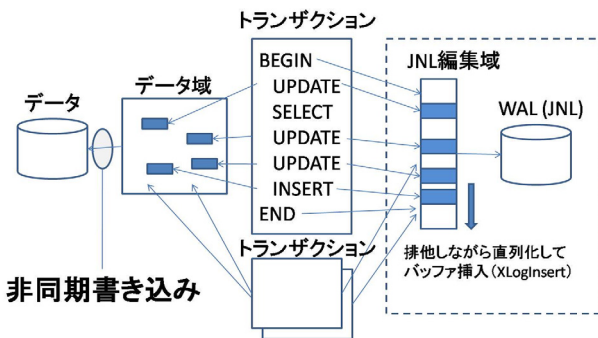 トランザクション
JNL編集域
BEGIN
データ域
UPDATE
データ
SELECT
WAL (JNL)
UPDATE
UPDATE
INSERT
END
トランザクション
排他しながら直列化して
バッファ挿入(XLogInsert)
非同期書き込み